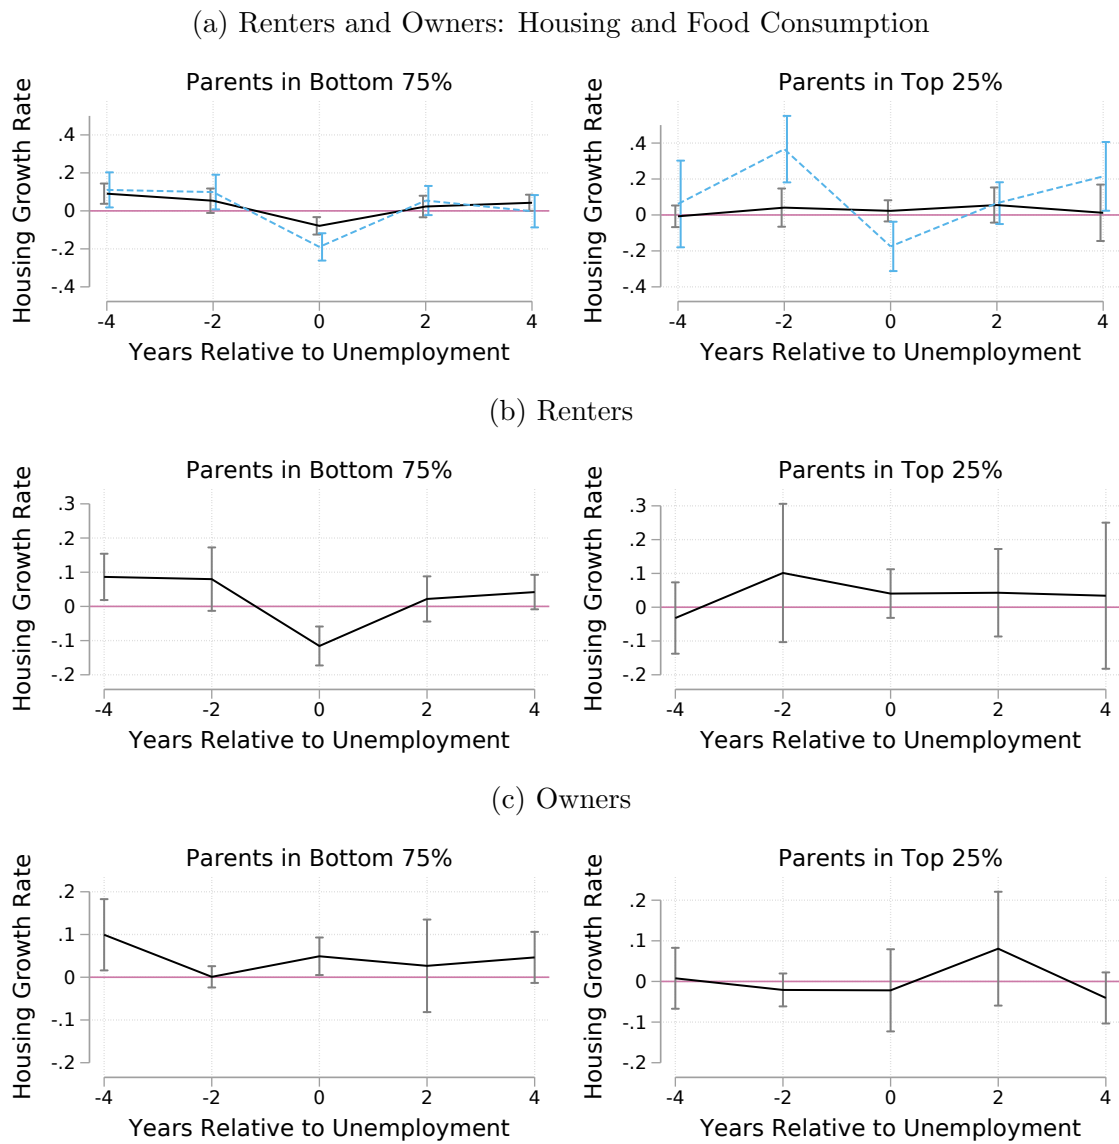 (a) Renters and Owners: Housing and Food Consumption
Parents in Bottom 75%
Housing Growth Rate
.4
.2
0
-.2
-.4
-4 -2 0 2 4
Years Relative to Unemployment
Parents in Top 25%
Housing Growth Rate
.4
.2
0
-.2
-.4
-4 -2 0 2 4
Years Relative to Unemployment
(b) Renters
Parents in Bottom 75%
Housing Growth Rate
.3
.2
.1
0
-.1
-.2
-4 -2 0 2 4
Years Relative to Unemployment
Parents in Top 25%
Housing Growth Rate
.3
.2
.1
0
-.1
-.2
-4 -2 0 2 4
Years Relative to Unemployment
(c) Owners
Parents in Bottom 75%
Housing Growth Rate
.2
.1
0
-.1
-.2
-4 -2 0 2 4
Years Relative to Unemployment
Parents in Top 25%
Housing Growth Rate
.2
.1
0
-.1
-.2
-4 -2 0 2 4
Years Relative to Unemployment